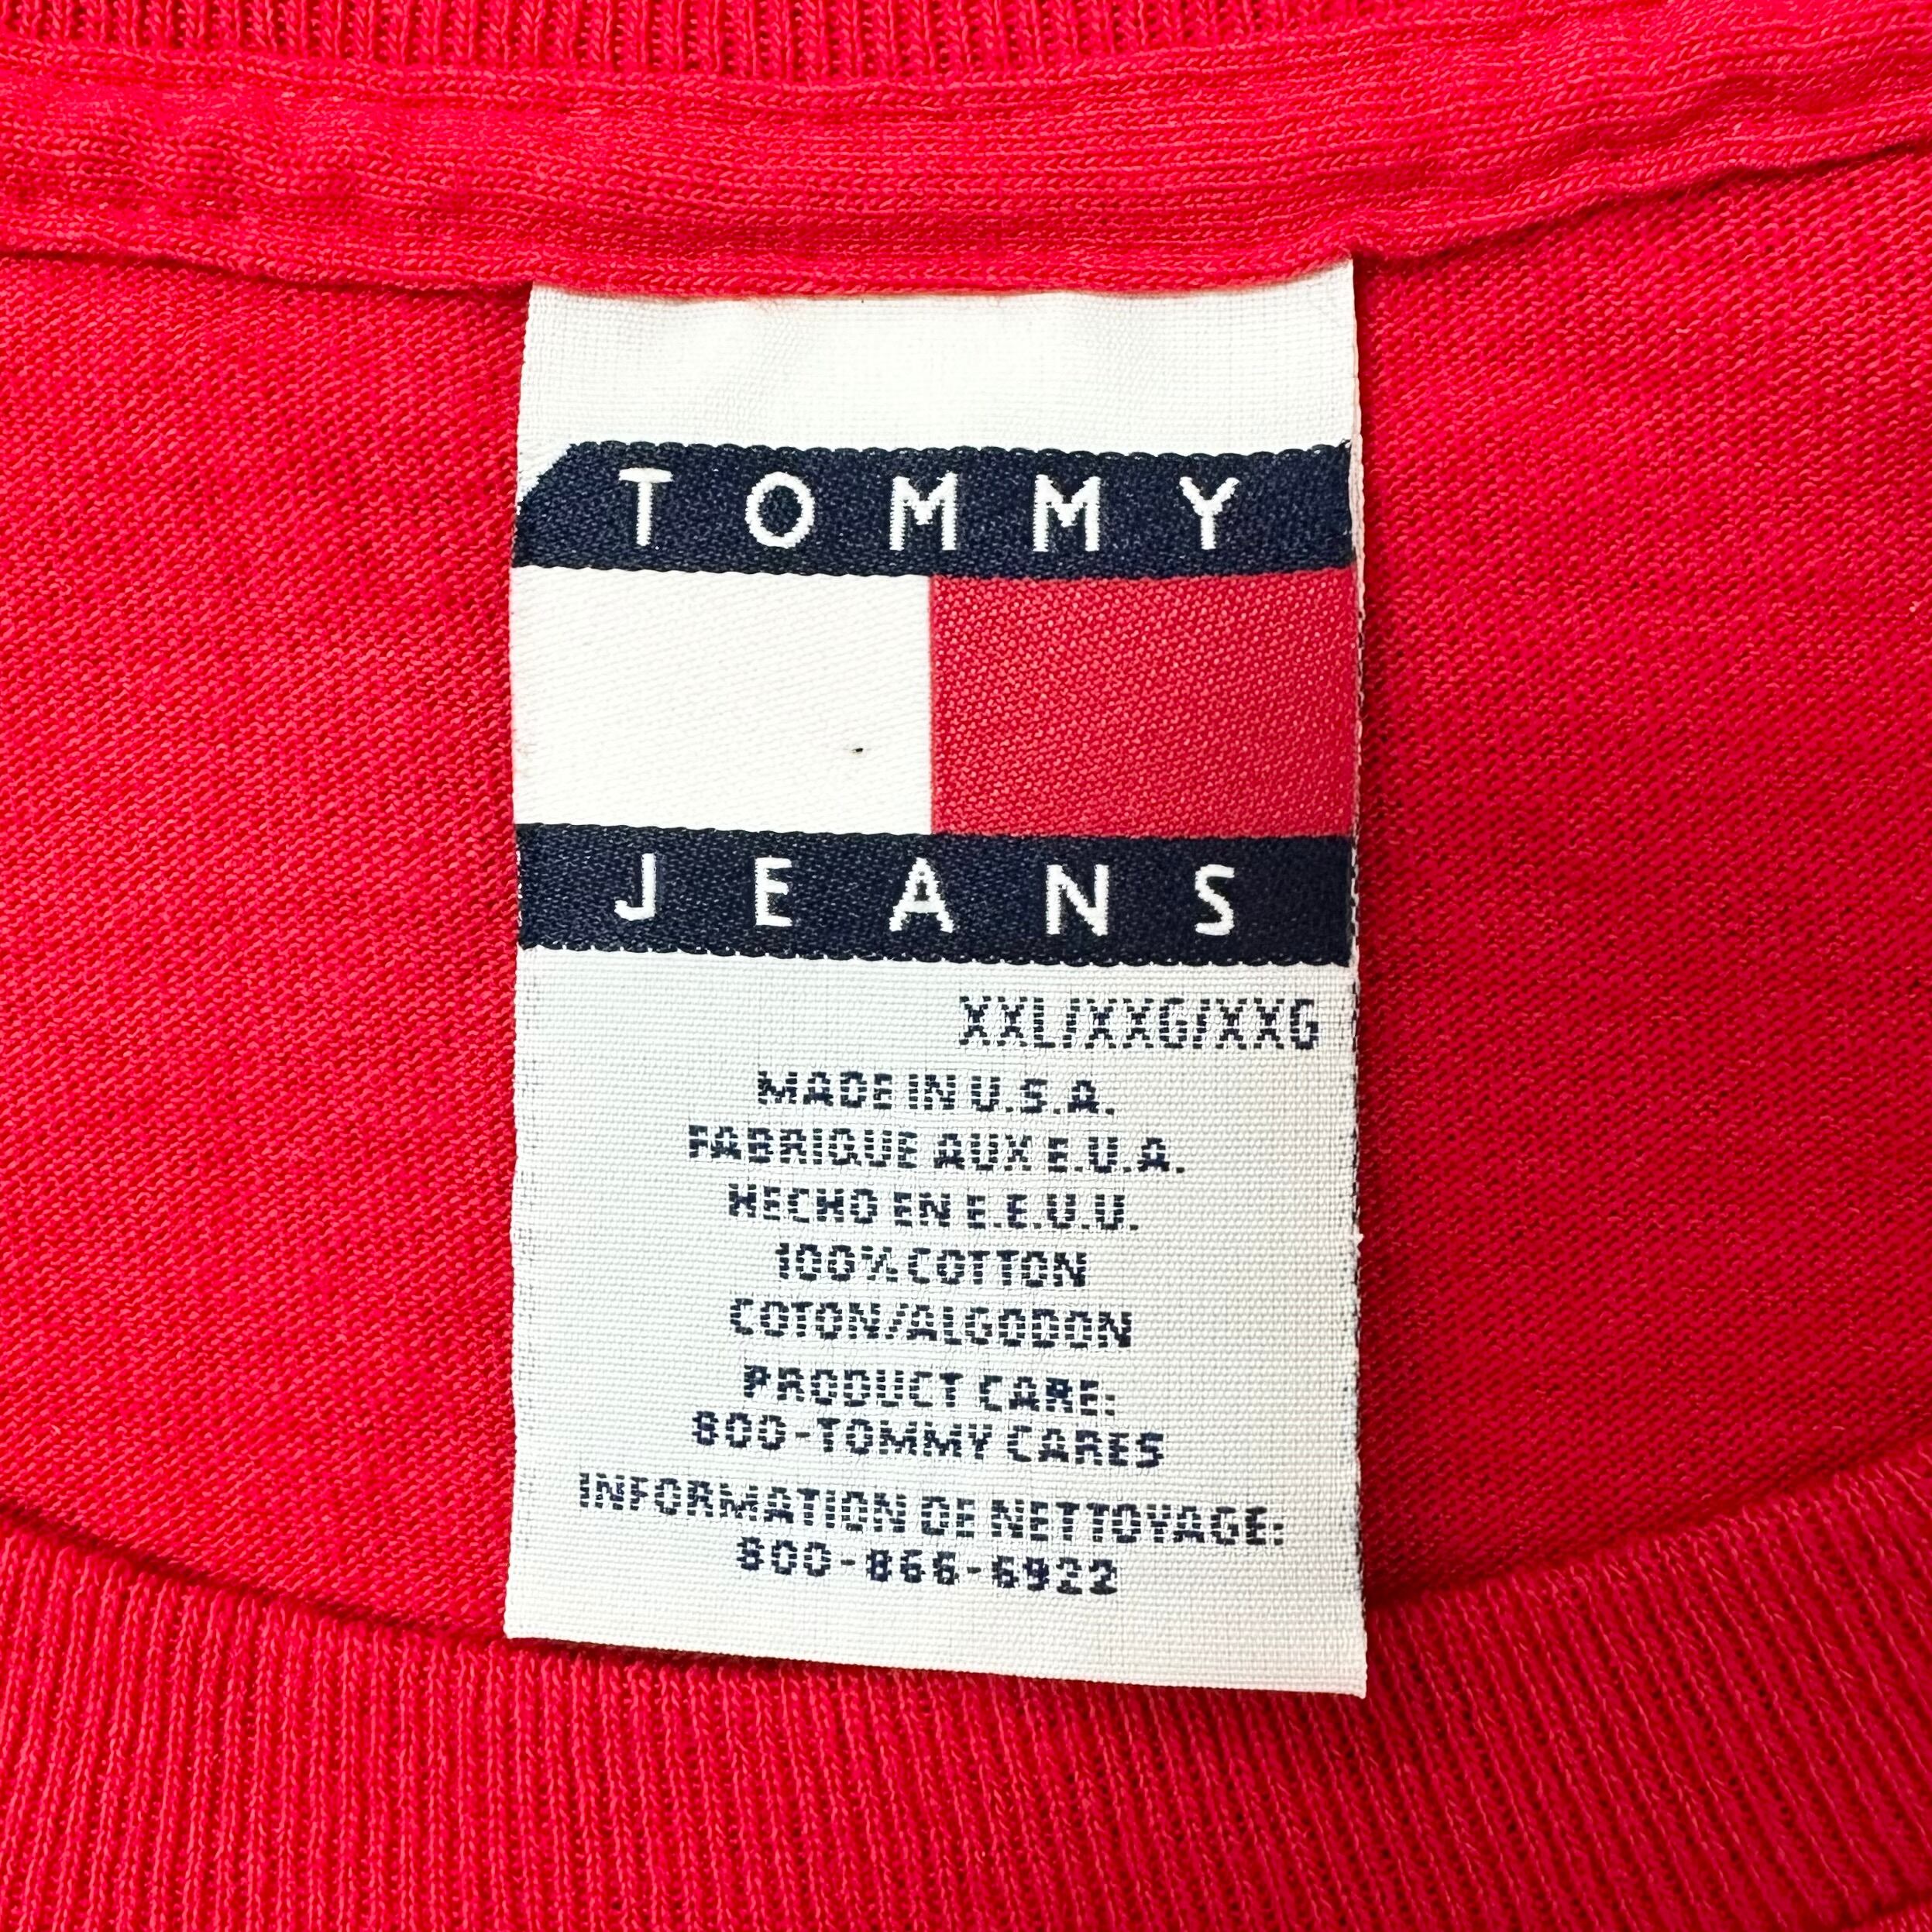 TOMMY
JEANS
XXL/XXG/XXG
MADE IN U.S.A.
FABRIQUE AUX E.U.A.
HECHO EN E.E.U.U.
100% COTTON
COTON/ALGODON
PRODUCT CARE:
800-TOMMY CARES
INFORMATION DE NETTOYAGE:
800-866-6922